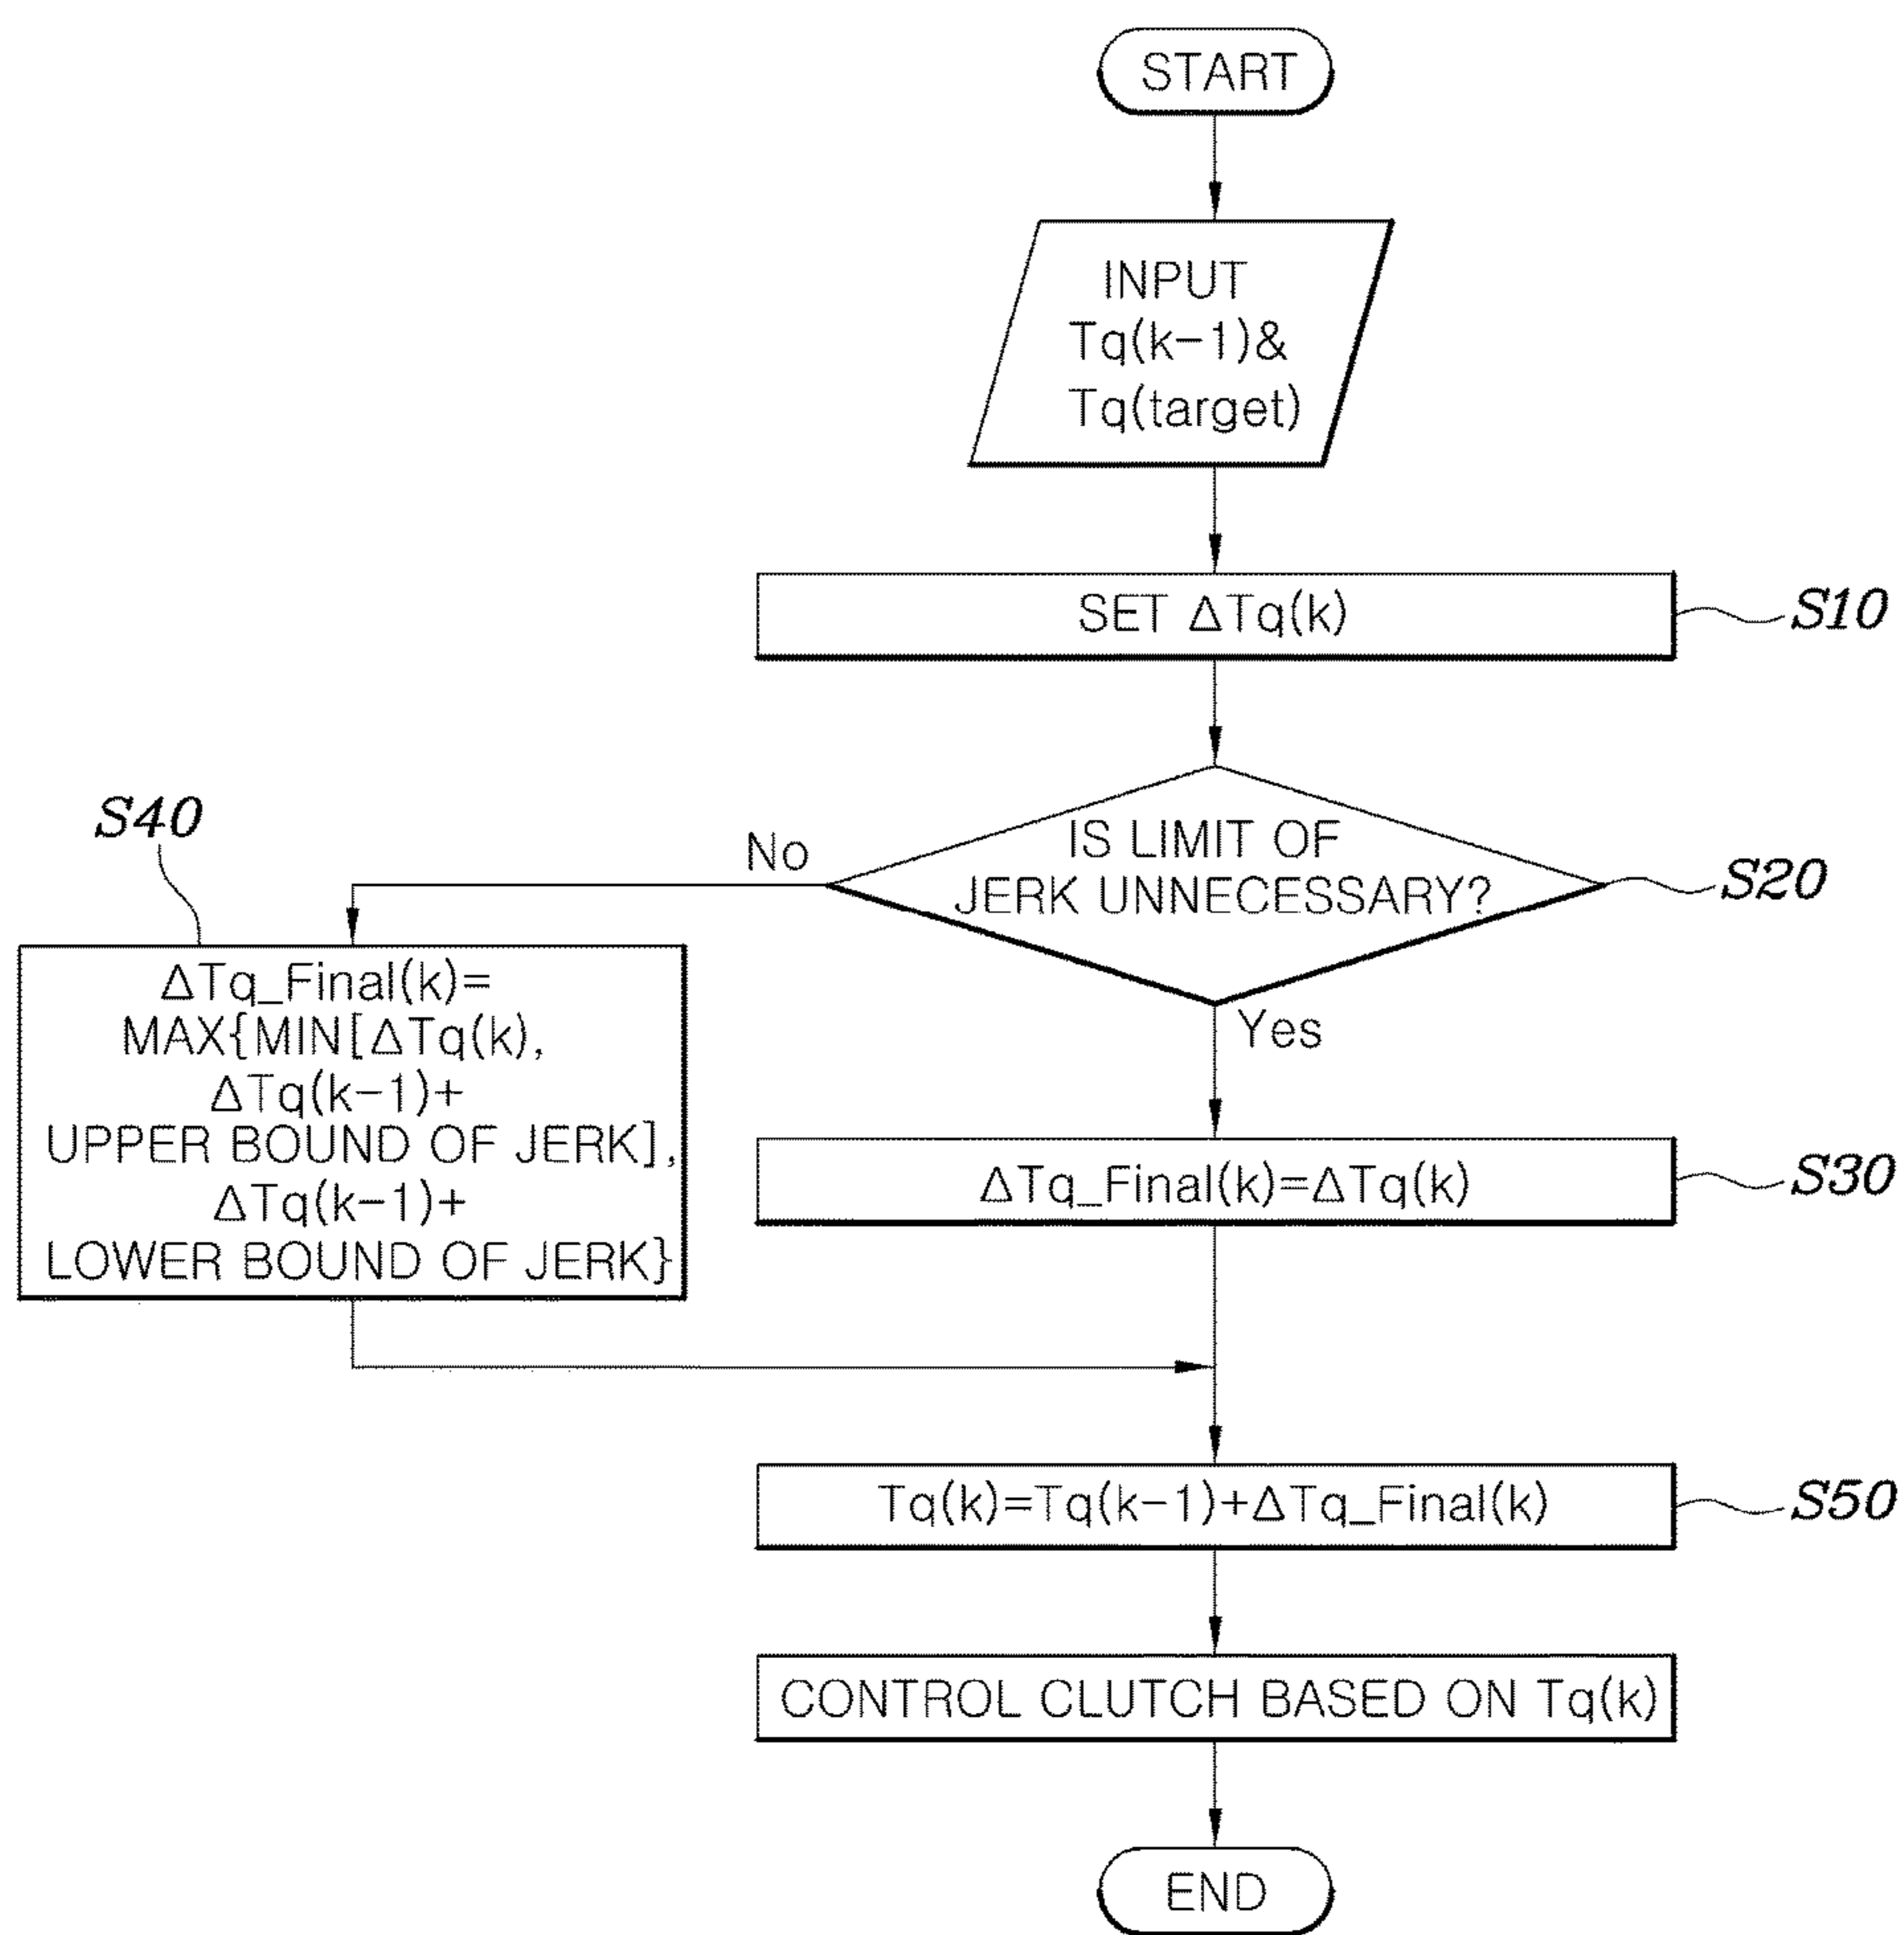 START
INPUT
Tq(k-1)&
Tq(target)
SET ΔTq(k)
S10
IS LIMIT OF
JERK UNNECESSARY?
S20
No
Yes
S40
ΔTq_Final(k)=
MAX{MIN[ΔTq(k),
ΔTq(k-1)+
UPPER BOUND OF JERK],
ΔTq(k-1)+
LOWER BOUND OF JERK}
ΔTq_Final(k)=ΔTq(k)
S30
Tq(k)=Tq(k-1)+ΔTq_Final(k)
S50
CONTROL CLUTCH BASED ON Tq(k)
END